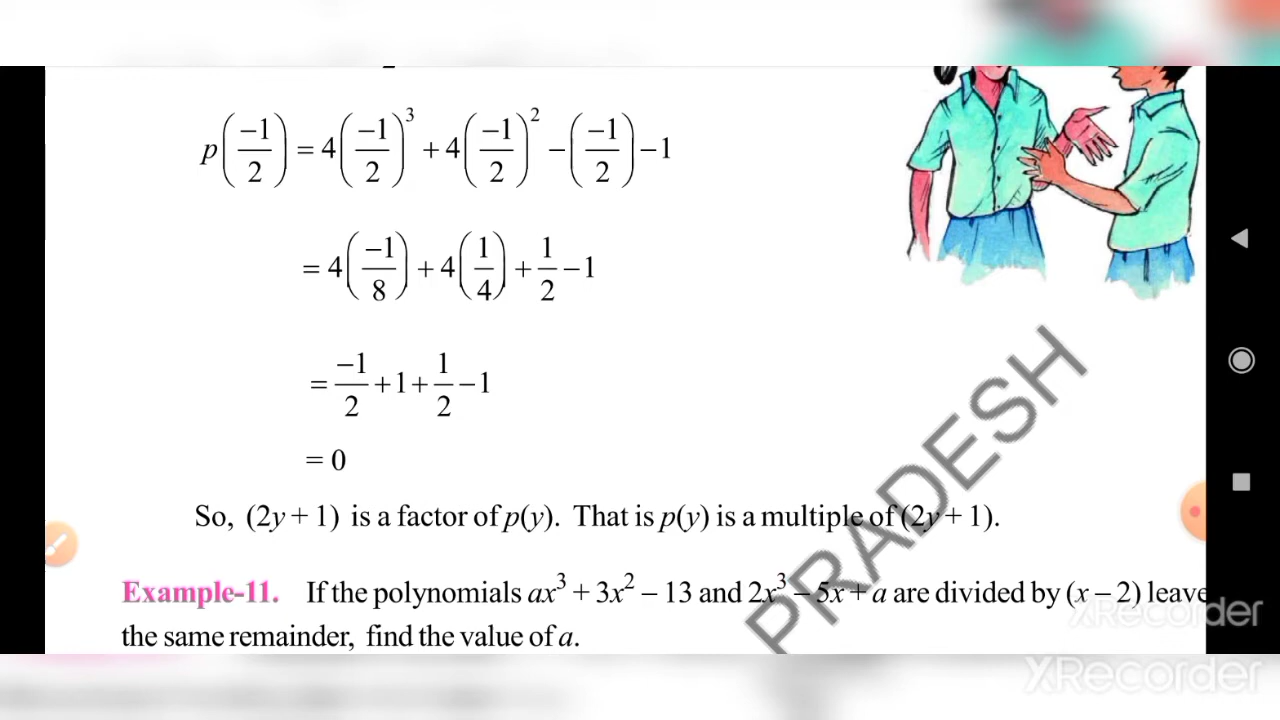 p(-1/2) = 4(-1/2)³ + 4(-1/2)² - (-1/2) - 1
= 4(-1/8) + 4(1/4) + 1/2 - 1
= -1/2 + 1 + 1/2 - 1
= 0
So, (2y + 1) is a factor of p(y). That is p(y) is a multiple of (2y + 1).
Example-11. If the polynomials ax³ + 3x² − 13 and 2x³ − 5x + a are divided by (x − 2) leave
the same remainder, find the value of a.
PRADESH
XRecorder
XRecorder